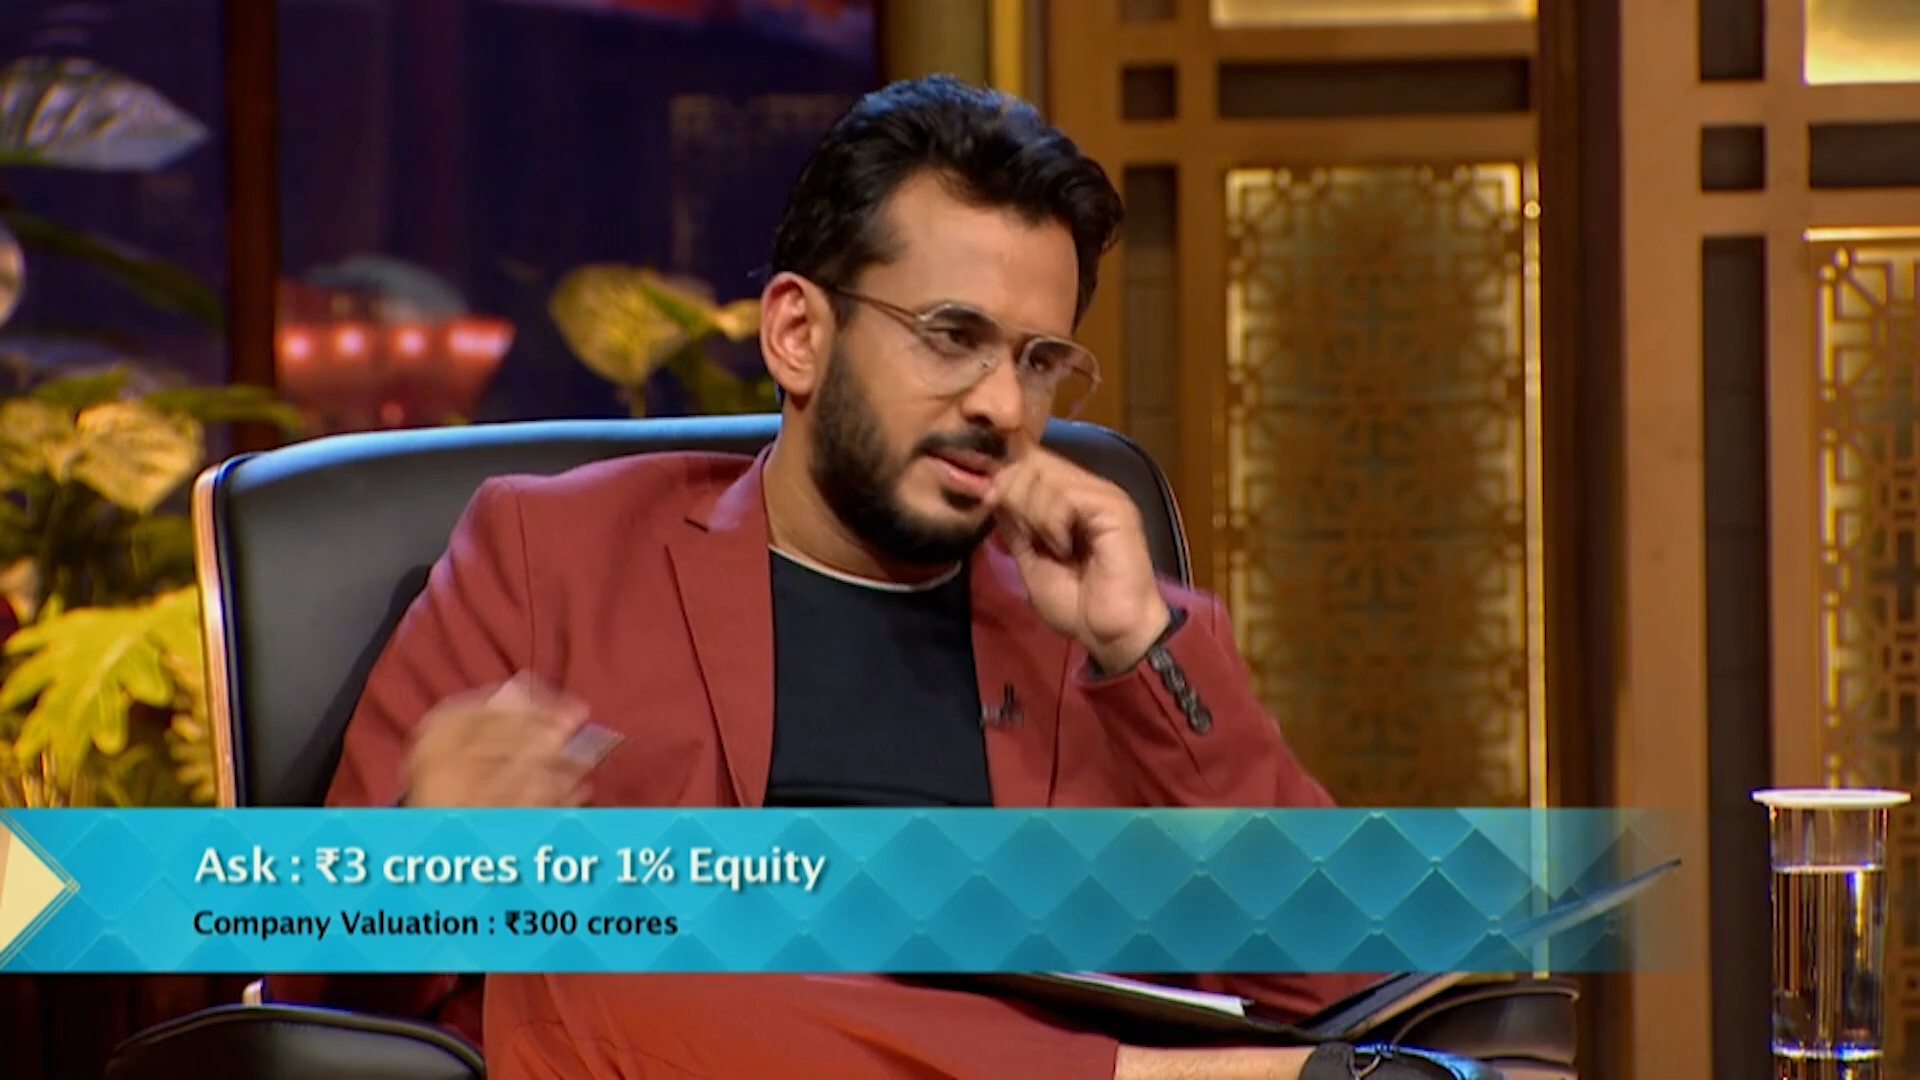 Ask : ₹3 crores for 1% Equity
Company Valuation : ₹300 crores